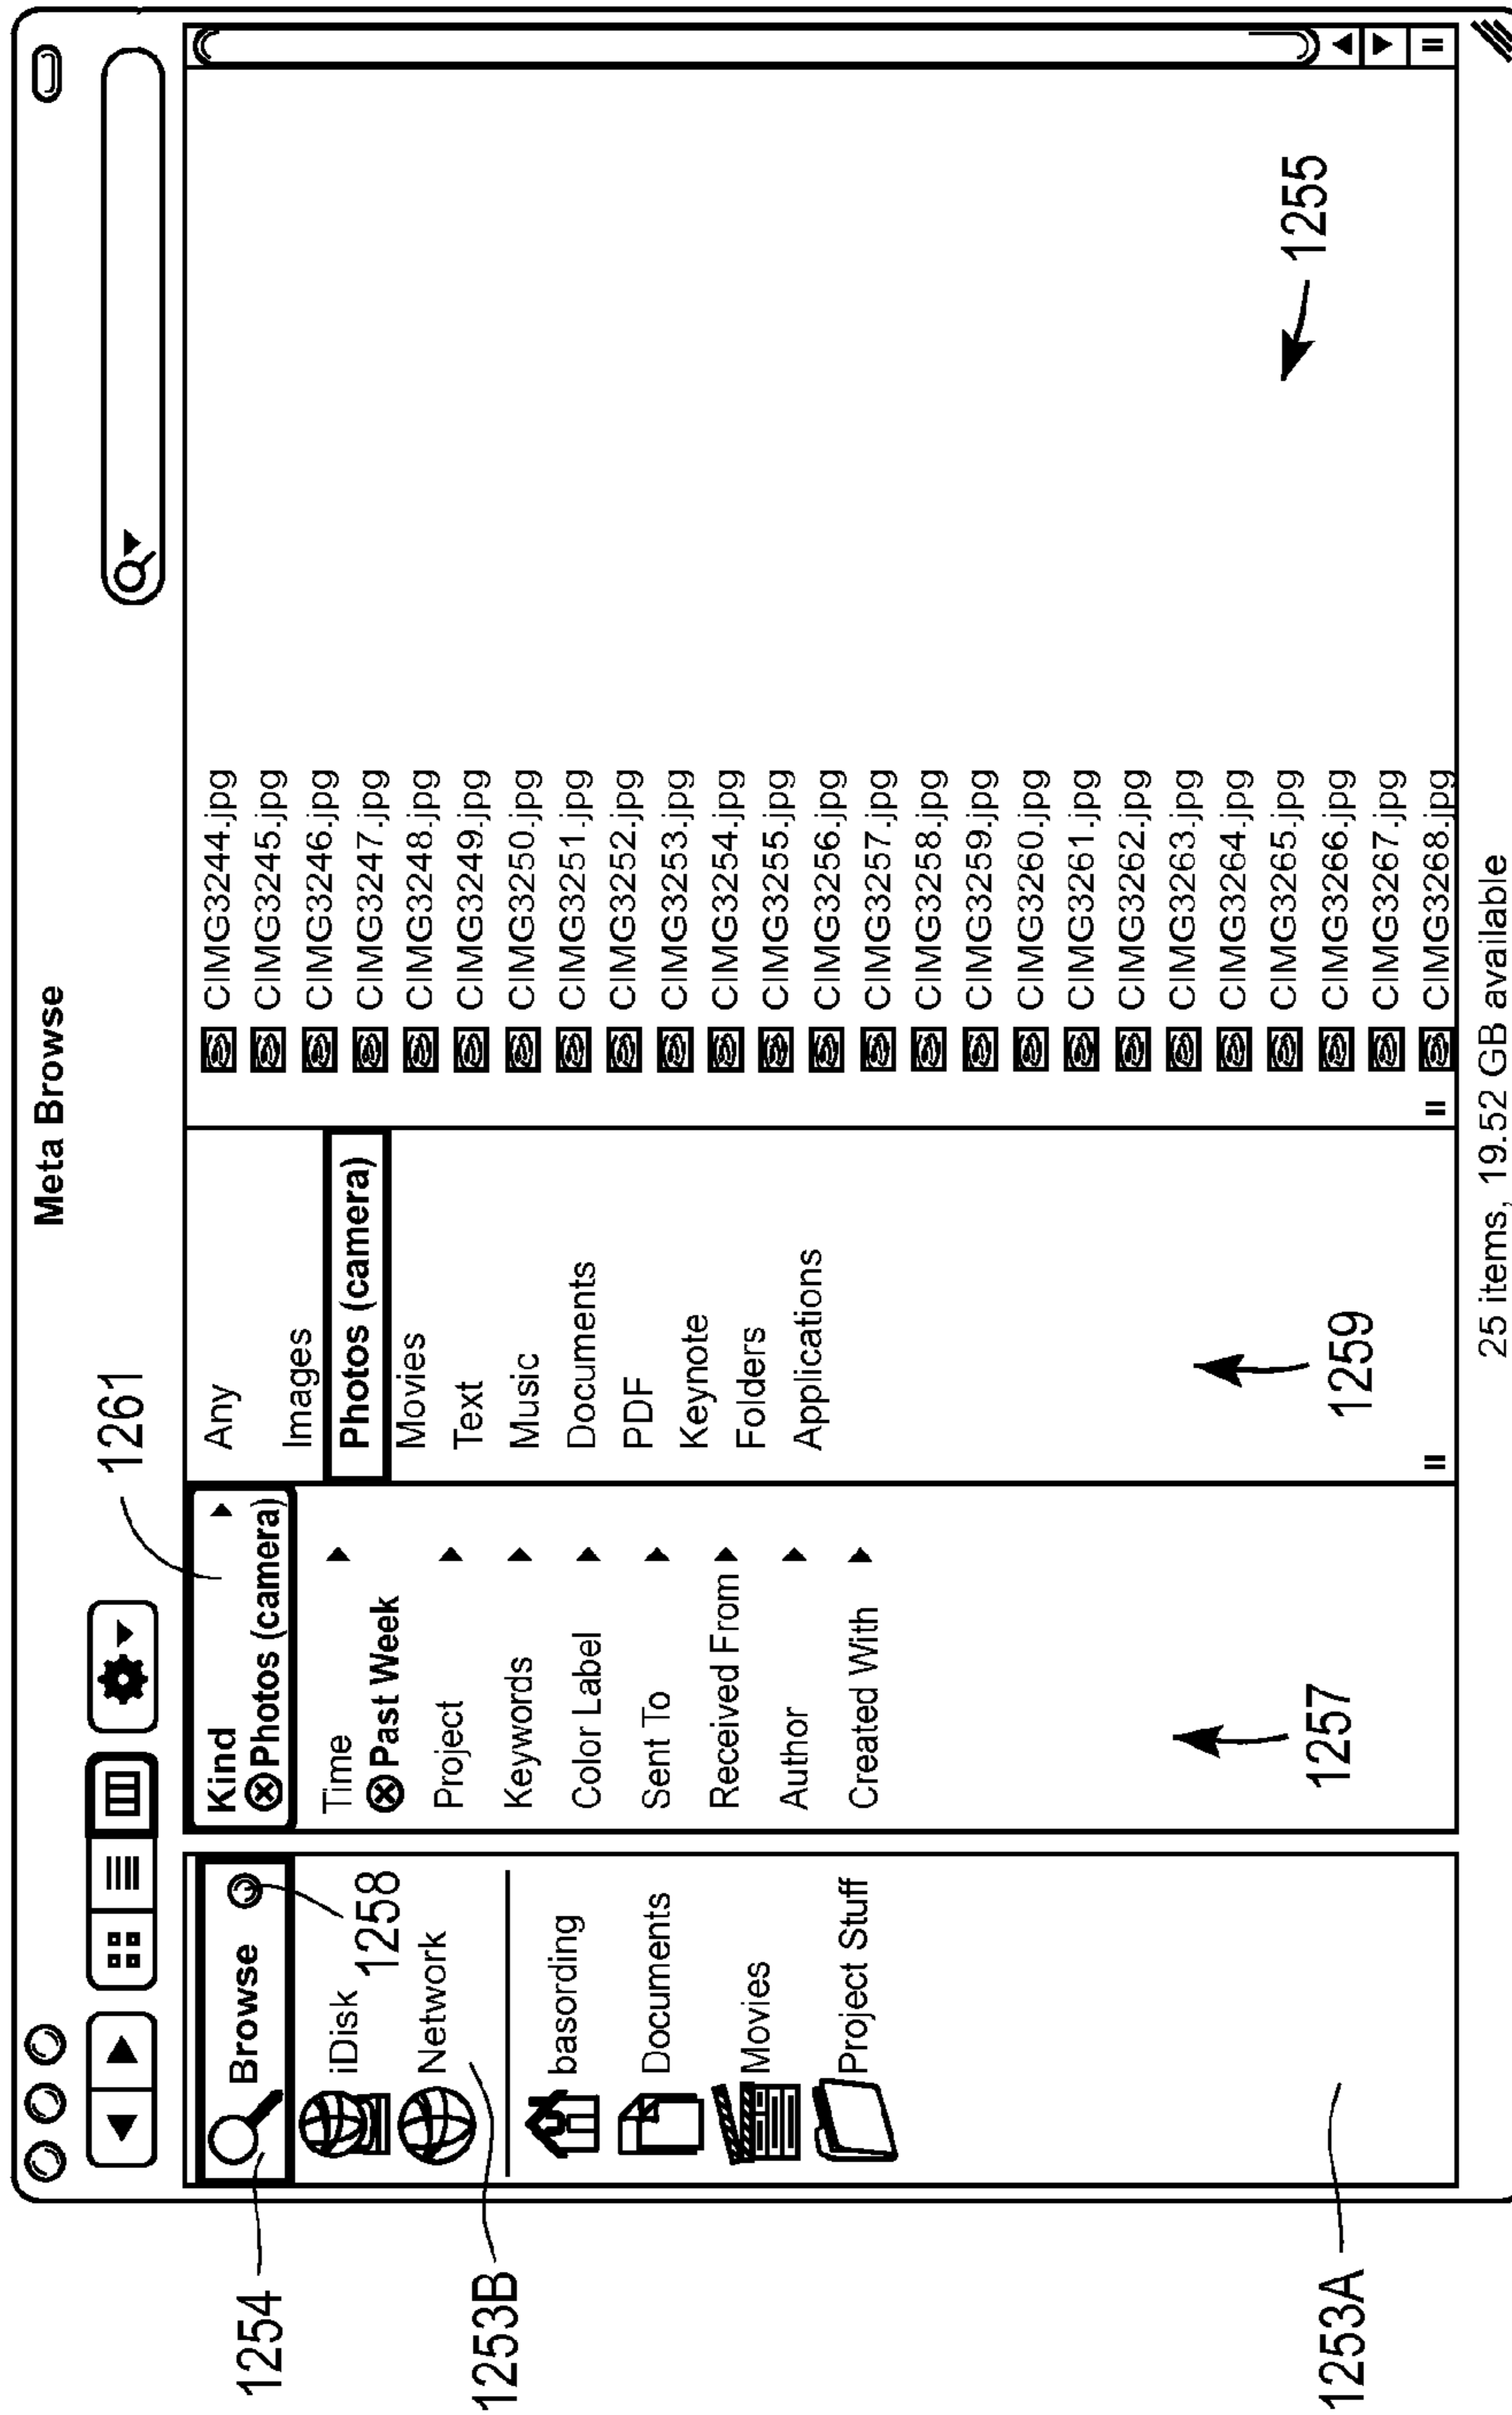 Meta Browse
1261
1254
Browse
1258
iDisk
Network
1253B
basording
Documents
Movies
Project Stuff
1253A
Kind
Photos (camera)
Time
Past Week
Project
Keywords
Color Label
Sent To
Received From
Author
Created With
1257
Any
Images
Photos (camera)
Movies
Text
Music
Documents
PDF
Keynote
Folders
Applications
1259
CIMG3244.jpg
CIMG3245.jpg
CIMG3246.jpg
CIMG3247.jpg
CIMG3248.jpg
CIMG3249.jpg
CIMG3250.jpg
CIMG3251.jpg
CIMG3252.jpg
CIMG3253.jpg
CIMG3254.jpg
CIMG3255.jpg
CIMG3256.jpg
CIMG3257.jpg
CIMG3258.jpg
CIMG3259.jpg
CIMG3260.jpg
CIMG3261.jpg
CIMG3262.jpg
CIMG3263.jpg
CIMG3264.jpg
CIMG3265.jpg
CIMG3266.jpg
CIMG3267.jpg
CIMG3268.jpg
1255
25 items, 19.52 GB available